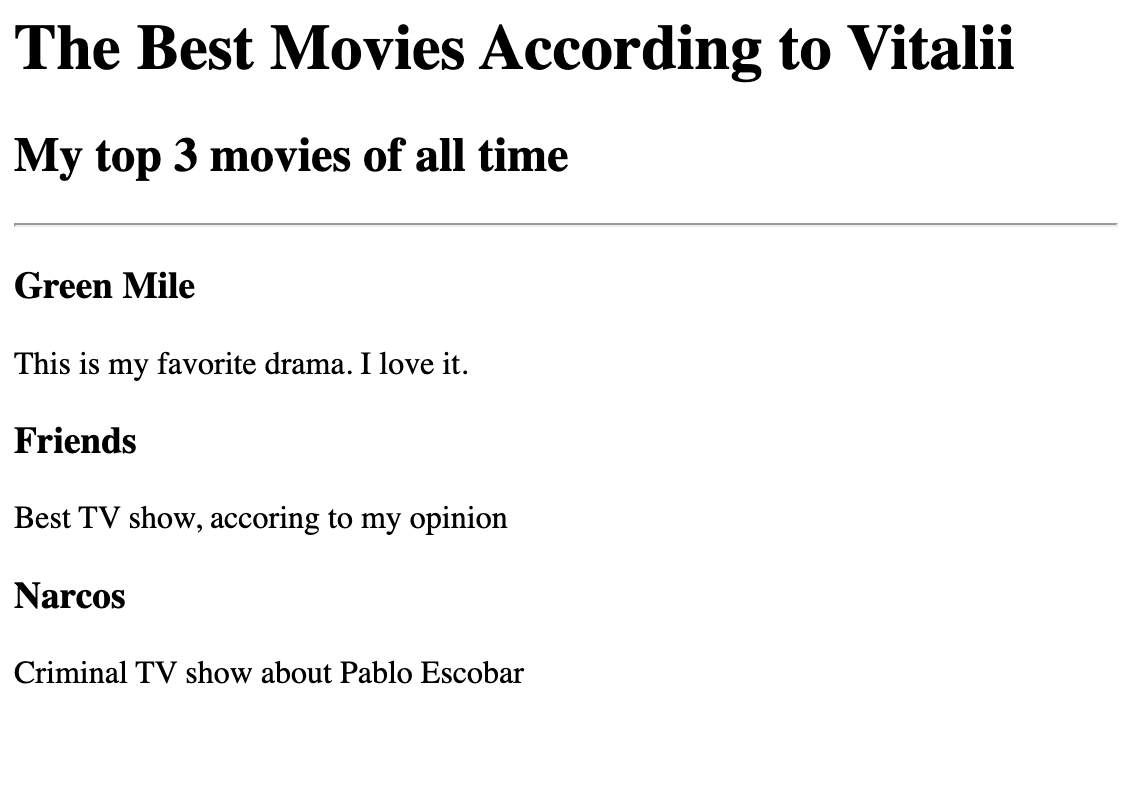 The Best Movies According to Vitalii
My top 3 movies of all time
Green Mile
This is my favorite drama. I love it.
Friends
Best TV show, accoring to my opinion
Narcos
Criminal TV show about Pablo Escobar